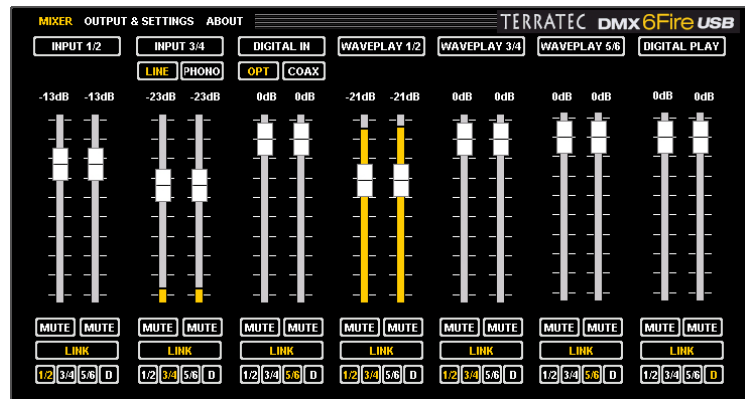 MIXER OUTPUT & SETTINGS ABOUT TERRATEC DMX 6Fire USB
INPUT 1/2 INPUT 3/4 DIGITAL IN WAVEPLAY 1/2 WAVEPLAY 3/4 WAVEPLAY 5/6 DIGITAL PLAY
LINE PHONO OPT COAX
-13dB -13dB -23dB -23dB 0dB 0dB -21dB -21dB 0dB 0dB 0dB 0dB 0dB 0dB
MUTE MUTE MUTE MUTE MUTE MUTE MUTE MUTE MUTE MUTE MUTE MUTE MUTE MUTE
LINK LINK LINK LINK LINK LINK LINK
1/2 3/4 5/6 D 1/2 3/4 5/6 D 1/2 3/4 5/6 D 1/2 3/4 5/6 D 1/2 3/4 5/6 D 1/2 3/4 5/6 D 1/2 3/4 5/6 D